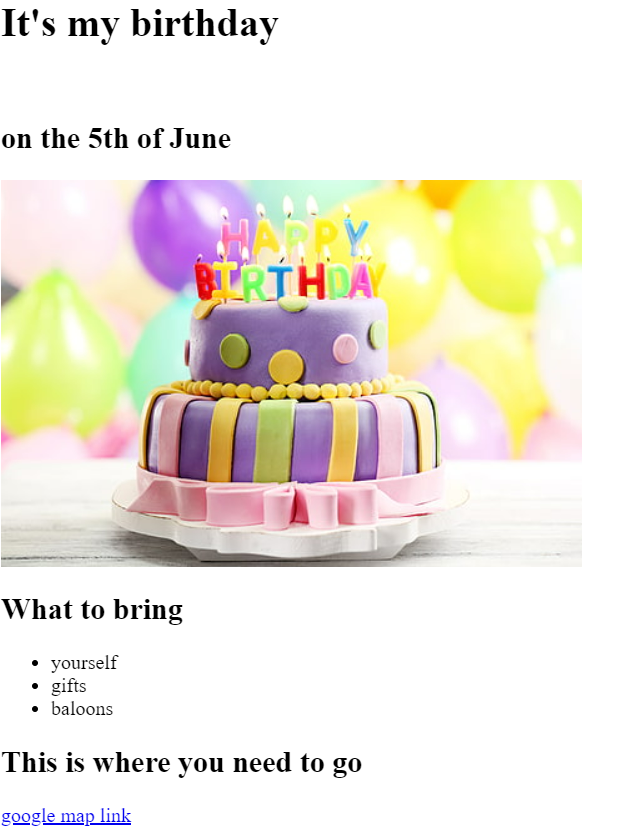 It's my birthday
on the 5th of June
HAPPY
BIRTHDAY
What to bring
yourself
gifts
baloons
This is where you need to go
google map link